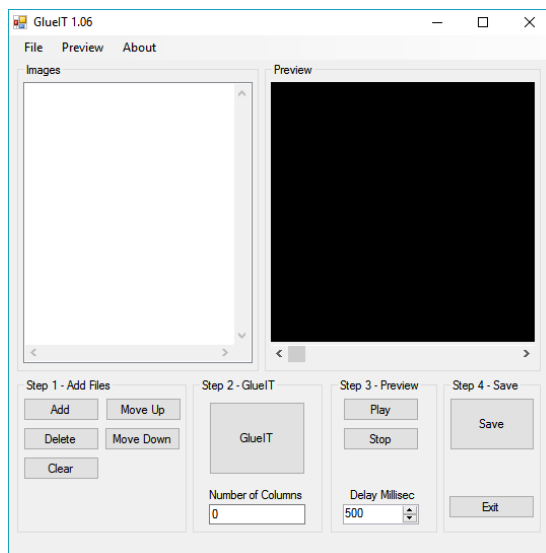 GlueIT 1.06
File Preview About
Images Preview
Step 1 - Add Files Step 2 - GlueIT Step 3 - Preview Step 4 - Save
Add Move Up GlueIT Play Save
Delete Move Down Stop
Clear
Number of Columns Delay Millisec
0 500 Exit